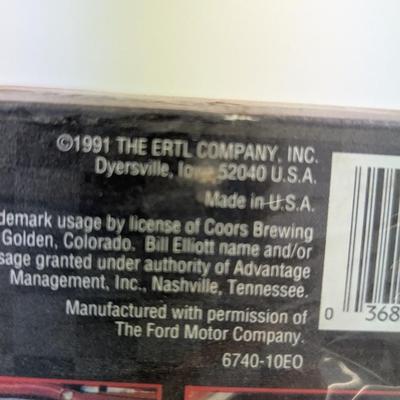 ©1991 THE ERTL COMPANY, INC.
Dyersville, Iowa 52040 U.S.A.
Made in U.S.A.
demark usage by license of Coors Brewing
Golden, Colorado. Bill Elliott name and/or
sage granted under authority of Advantage
Management, Inc., Nashville, Tennessee.
Manufactured with permission of
The Ford Motor Company.
6740-10EO
0 368